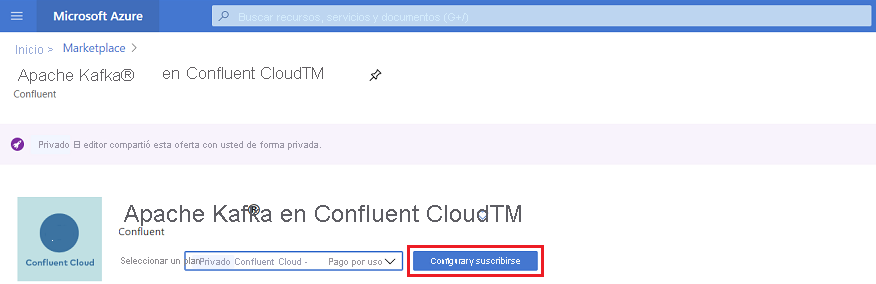 Microsoft Azure
Buscar recursos, servicios y documentos (G+/)
Inicio > Marketplace >
Apache Kafka® en Confluent CloudTM
Confluent
Privado El editor compartió esta oferta con usted de forma privada.
Apache Kafka® en Confluent CloudTM
Confluent
Confluent Cloud
Seleccionar un plan Privado Confluent Cloud - Pago por uso
Configurar y suscribirse